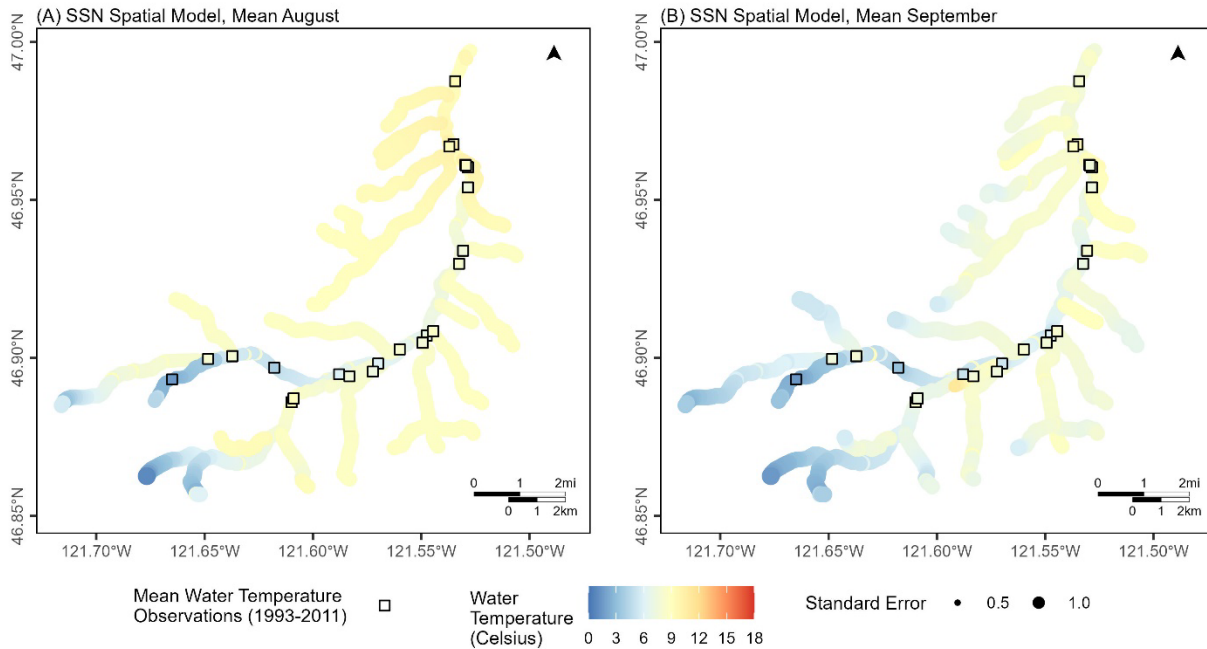 (A) SSN Spatial Model, Mean August
(B) SSN Spatial Model, Mean September
47.00°N
46.95°N
46.90°N
46.85°N
0 1 2mi
0 1 2km
121.70°W 121.65°W 121.60°W 121.55°W 121.50°W
47.00°N
46.95°N
46.90°N
46.85°N
0 1 2mi
0 1 2km
121.70°W 121.65°W 121.60°W 121.55°W 121.50°W
Mean Water Temperature
Observations (1993-2011)
Water
Temperature
(Celsius)
0 3 6 9 12 15 18
Standard Error 0.5 1.0